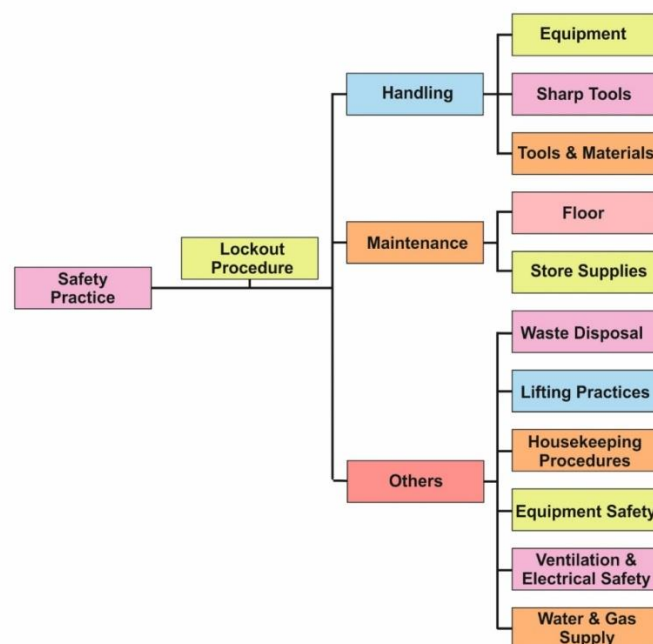 Equipment
Handling
Sharp Tools
Tools & Materials
Floor
Lockout
Procedure
Maintenance
Store Supplies
Safety
Practice
Waste Disposal
Lifting Practices
Housekeeping
Procedures
Others
Equipment Safety
Ventilation &
Electrical Safety
Water & Gas
Supply